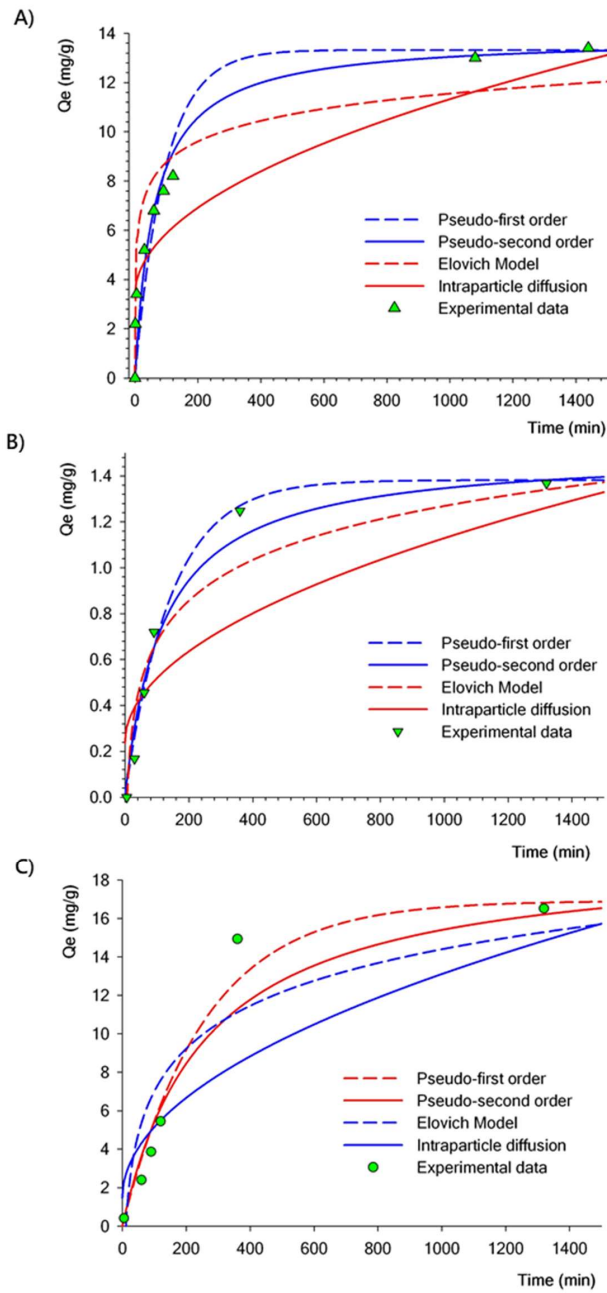 A)
Qe (mg/g)
14
12
10
8
6
4
2
0
Pseudo-first order
Pseudo-second order
Elovich Model
Intraparticle diffusion
Experimental data
0 200 400 600 800 1000 1200 1400
Time (min)
B)
Qe (mg/g)
1.4
1.2
1.0
0.8
0.6
0.4
0.2
0.0
Pseudo-first order
Pseudo-second order
Elovich Model
Intraparticle diffusion
Experimental data
0 200 400 600 800 1000 1200 1400
Time (min)
C)
Qe (mg/g)
18
16
14
12
10
8
6
4
2
0
Pseudo-first order
Pseudo-second order
Elovich Model
Intraparticle diffusion
Experimental data
0 200 400 600 800 1000 1200 1400
Time (min)